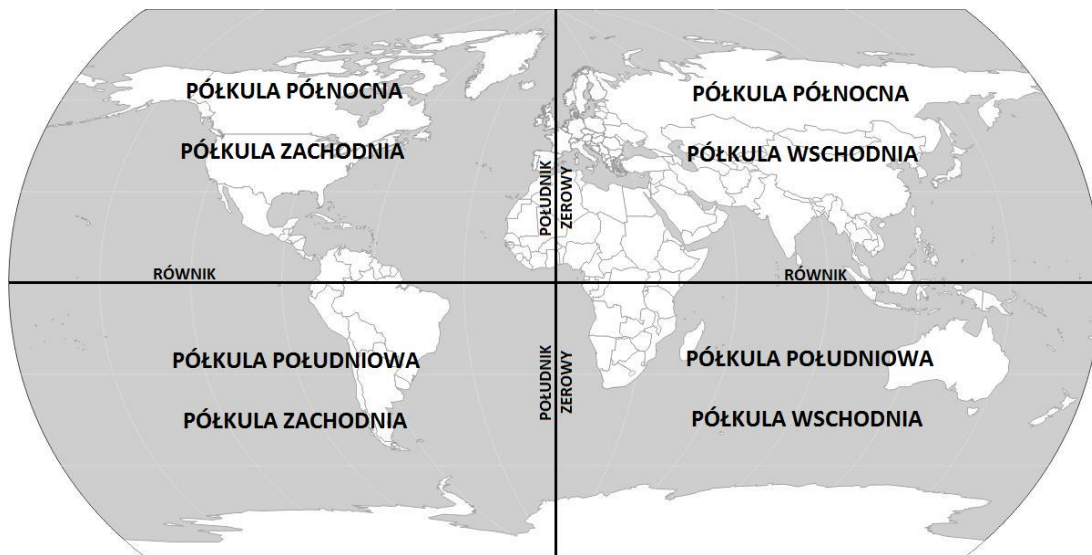 PÓŁKULA PÓŁNOCNA
PÓŁKULA ZACHODNIA
PÓŁKULA PÓŁNOCNA
PÓŁKULA WSCHODNIA
POŁUDNIK
ZEROWY
RÓWNIK
RÓWNIK
PÓŁKULA POŁUDNIOWA
PÓŁKULA ZACHODNIA
POŁUDNIK
ZEROWY
PÓŁKULA POŁUDNIOWA
PÓŁKULA WSCHODNIA